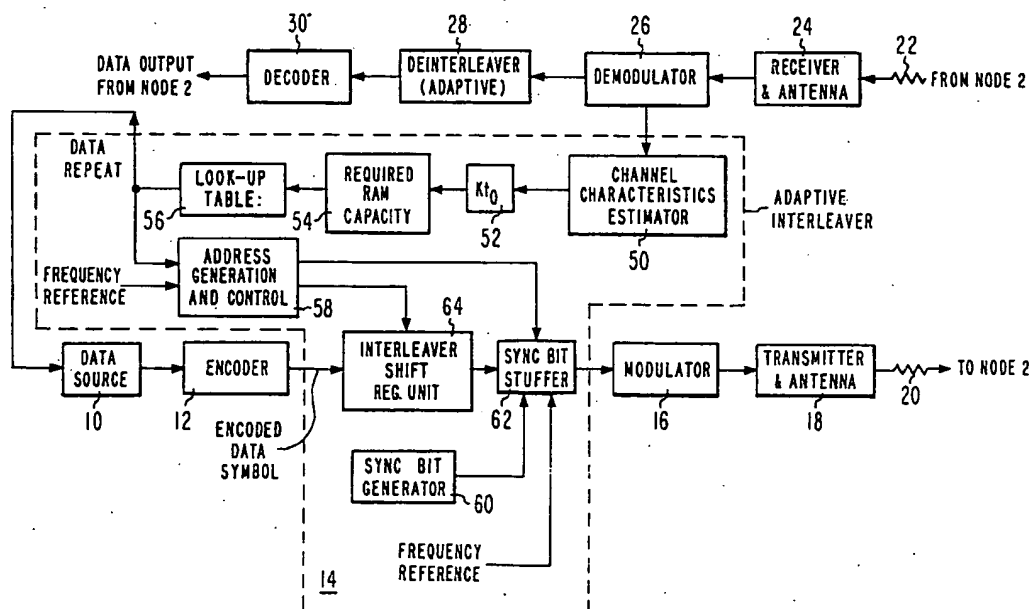 30
28
26
24
22
DATA OUTPUT
FROM NODE 2
DECODER
DEINTERLEAVER
(ADAPTIVE)
DEMODULATOR
RECEIVER
& ANTENNA
FROM NODE 2
DATA
REPEAT
LOOK-UP
TABLE:
56
REQUIRED
RAM
CAPACITY
54
Kt0
52
CHANNEL
CHARACTERISTICS
ESTIMATOR
50
ADAPTIVE
INTERLEAVER
FREQUENCY
REFERENCE
ADDRESS
GENERATION
AND CONTROL
58
64
DATA
SOURCE
10
ENCODER
12
INTERLEAVER
SHIFT
REG. UNIT
SYNC BIT
STUFFER
62
MODULATOR
16
TRANSMITTER
& ANTENNA
18
20
TO NODE 2
ENCODED
DATA
SYMBOL
SYNC BIT
GENERATOR
60
FREQUENCY
REFERENCE
14